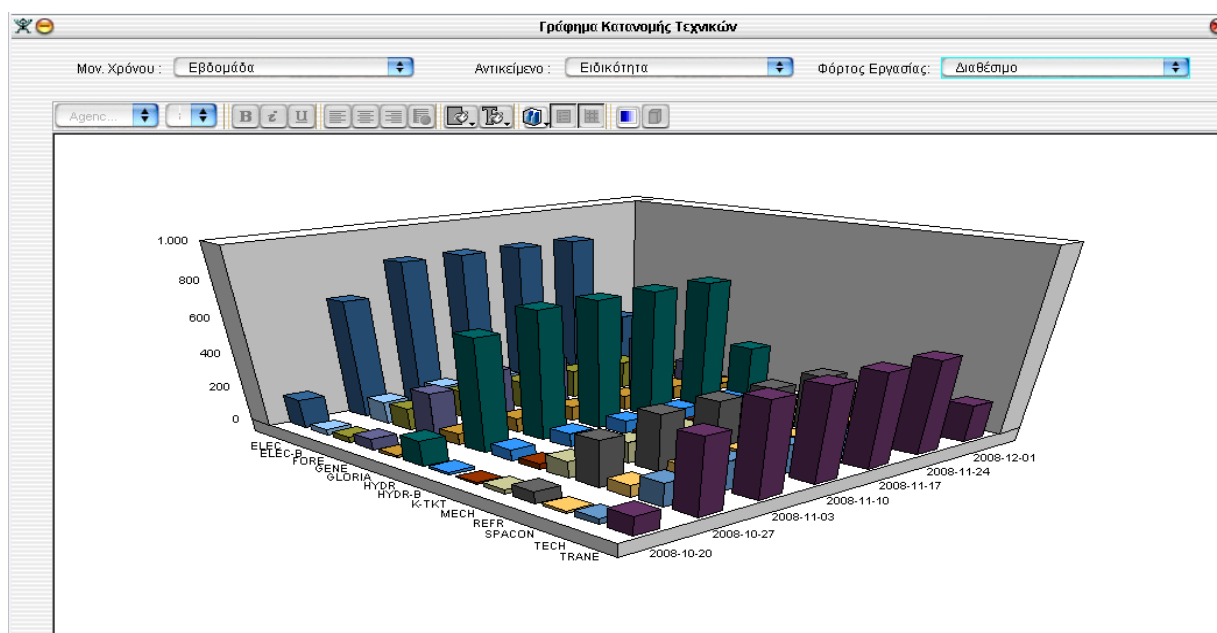 Γράφημα Κατανομής Τεχνικών
Μον. Χρόνου : Εβδομάδα Αντικείμενο : Ειδικότητα Φόρτος Εργασίας: Διαθέσιμο
Agenc... B i U
1.000
800
600
400
200
0
ELEC
ELEC-B
FORE
GENE
GLORIA
HYDR
HYDR-B
K-TKT
MECH
REFR
SPACON
TECH
TRANE
2008-10-20
2008-10-27
2008-11-03
2008-11-10
2008-11-17
2008-11-24
2008-12-01